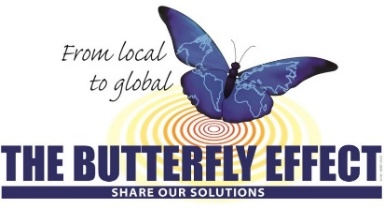 From local
to global
THE BUTTERFLY EFFECT
SHARE OUR SOLUTIONS